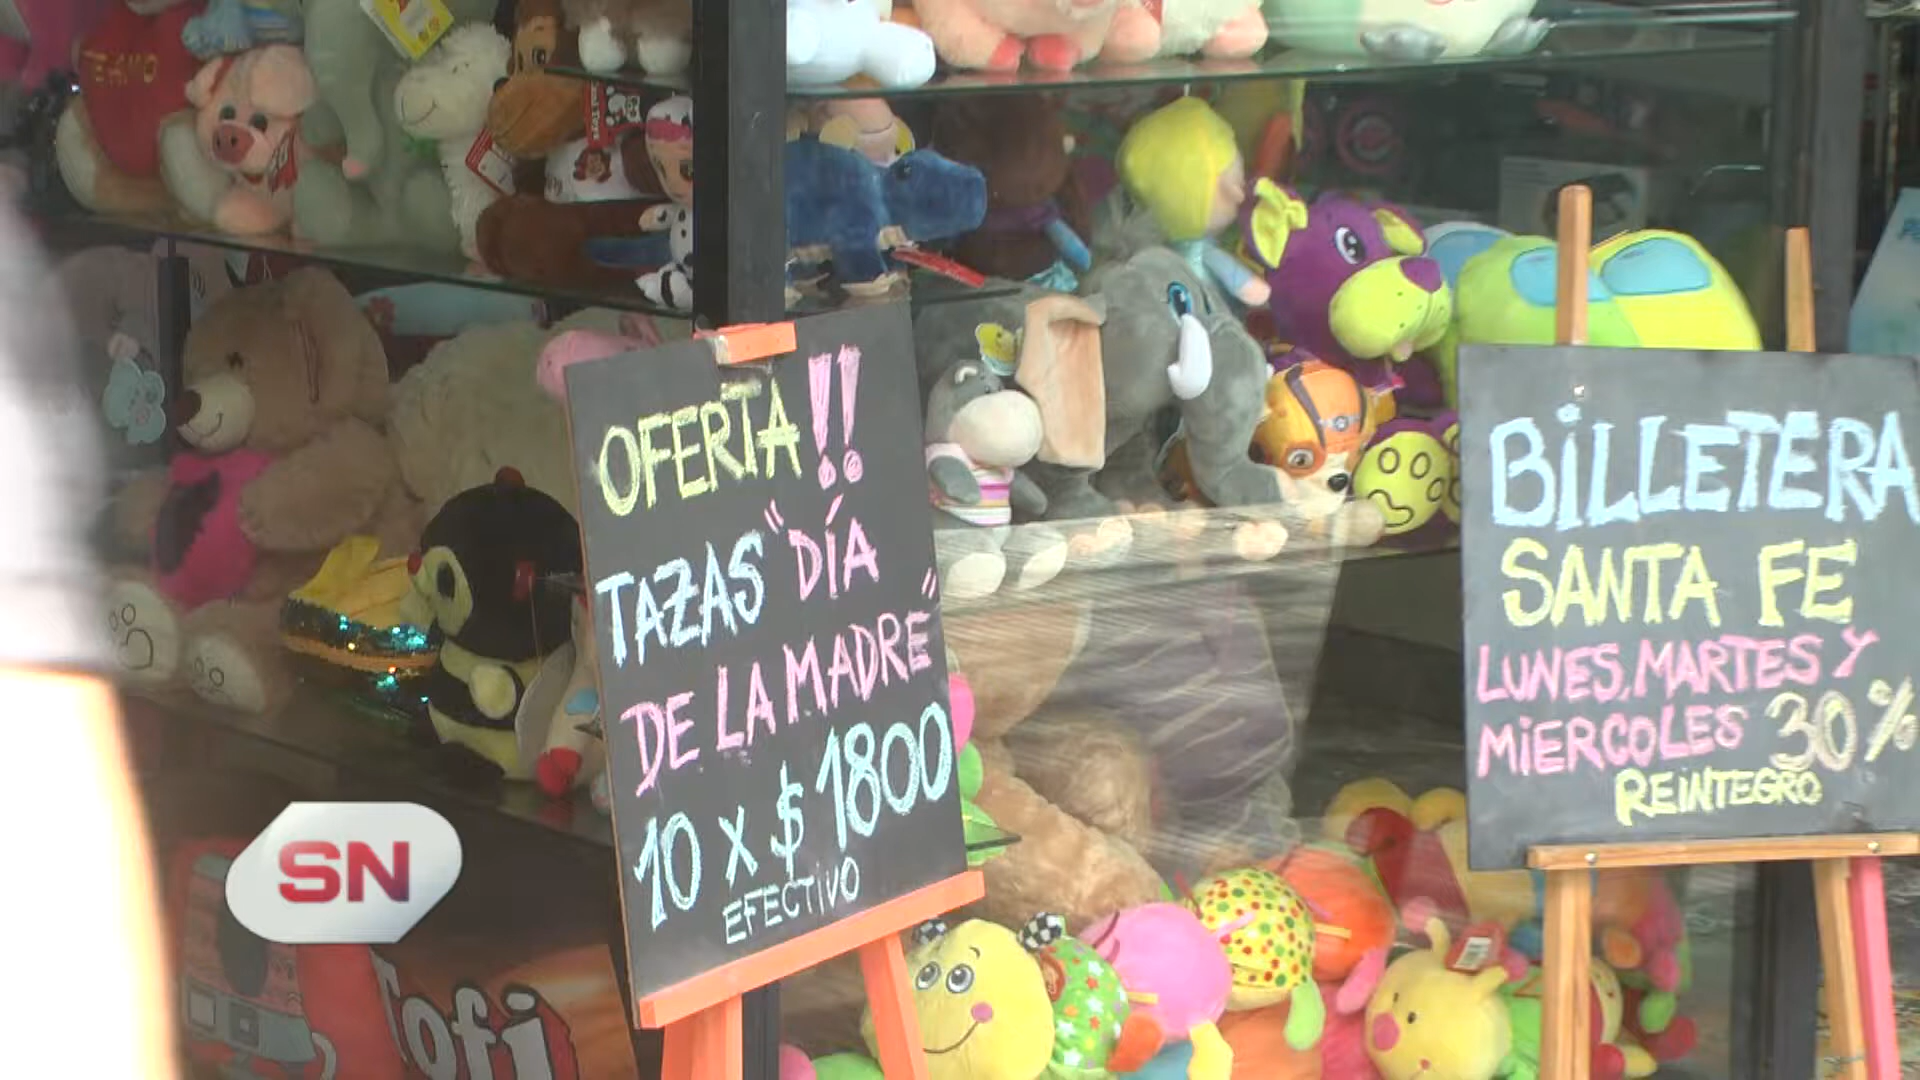 TE AMO
OFERTA!!
TAZAS "DÍA
DE LA MADRE"
10 x $1800
EFECTIVO
BILLETERA
SANTA FE
LUNES, MARTES Y
MIERCOLES 30%
REINTEGRO
SN
Tofi